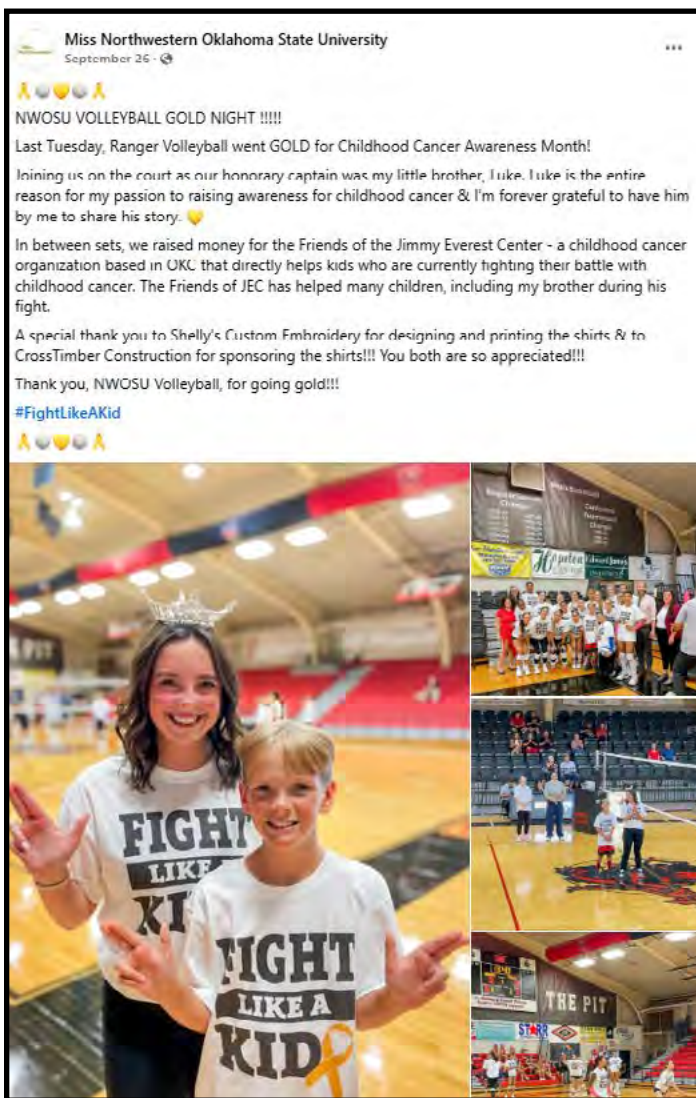 Miss Northwestern Oklahoma State University
September 26
NWOSU VOLLEYBALL GOLD NIGHT !!!!!
Last Tuesday, Ranger Volleyball went GOLD for Childhood Cancer Awareness Month!
Joining us on the court as our honorary captain was my little brother, Luke. Luke is the entire
reason for my passion to raising awareness for childhood cancer & I'm forever grateful to have him
by me to share his story. 💛
In between sets, we raised money for the Friends of the Jimmy Everest Center - a childhood cancer
organization based in OKC that directly helps kids who are currently fighting their battle with
childhood cancer. The Friends of JEC has helped many children, including my brother during his
fight.
A special thank you to Shelly's Custom Embroidery for designing and printing the shirts & to
CrossTimber Construction for sponsoring the shirts!!! You both are so appreciated!!!
Thank you, NWOSU Volleyball, for going gold!!!
#FightLikeAKid
PIT
FIGHT
LIKE
KI
FIGHT
LIKE A
KID
Hopeton
Edward Jones
THE PIT
STARR